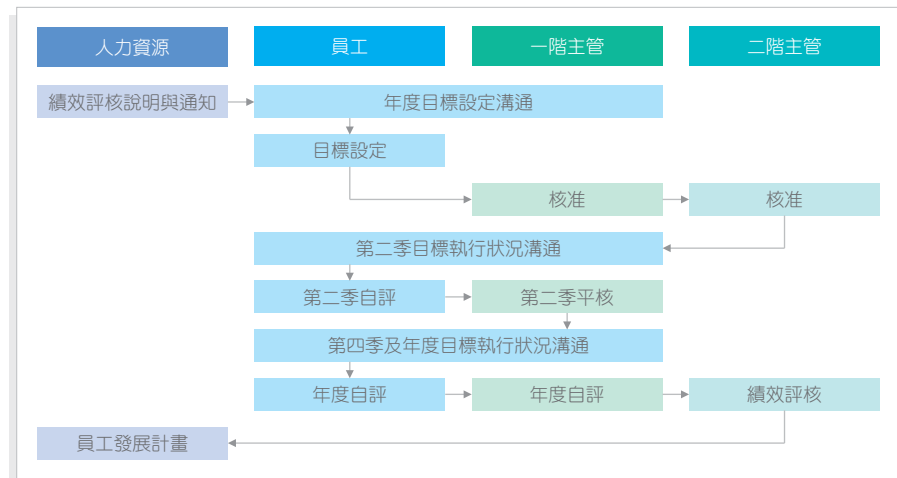 人力資源
員工
一階主管
二階主管
績效評核說明與通知
年度目標設定溝通
目標設定
核准
核准
第二季目標執行狀況溝通
第二季自評
第二季平核
第四季及年度目標執行狀況溝通
年度自評
年度自評
績效評核
員工發展計畫